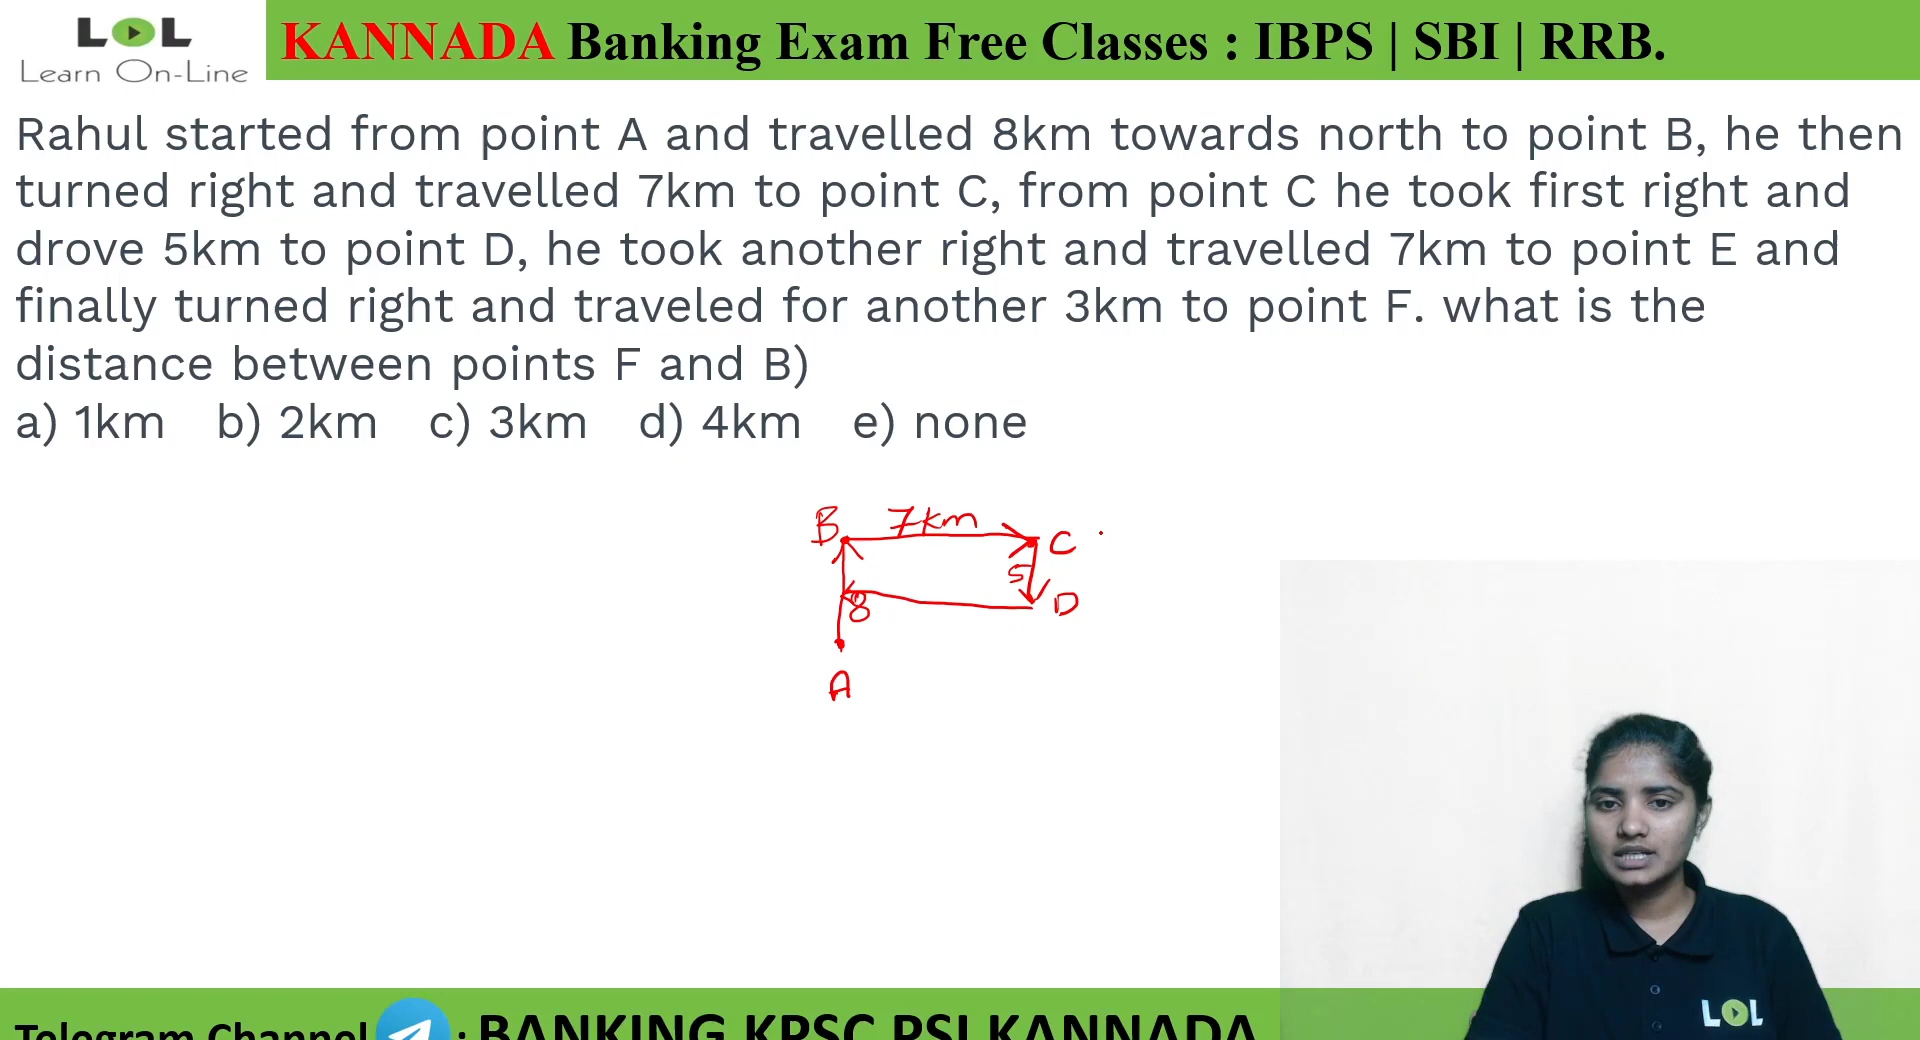 LOL
Learn On-Line
KANNADA Banking Exam Free Classes : IBPS | SBI | RRB.
Rahul started from point A and travelled 8km towards north to point B, he then
turned right and travelled 7km to point C, from point C he took first right and
drove 5km to point D, he took another right and travelled 7km to point E and
finally turned right and traveled for another 3km to point F. what is the
distance between points F and B)
a) 1km b) 2km c) 3km d) 4km e) none
B 7km C
5
8 D
A
LOL
Telegram Channel : BANKING KPSC PSI KANNADA